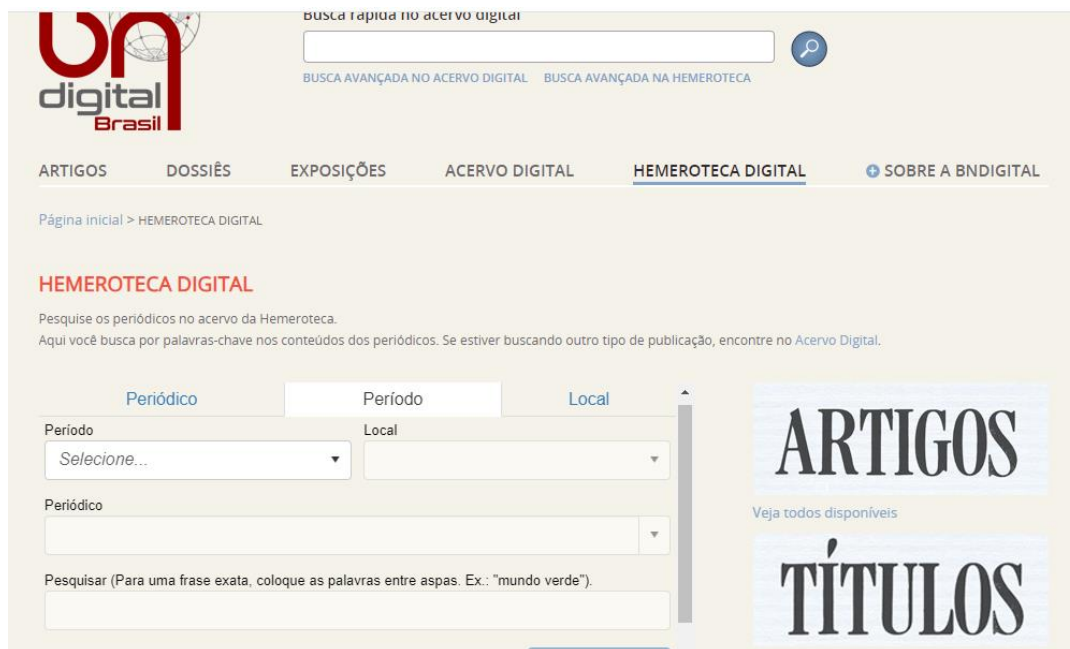 Busca rápida no acervo digital
BUSCA AVANÇADA NO ACERVO DIGITAL BUSCA AVANÇADA NA HEMEROTECA
bn
digital
Brasil
ARTIGOS DOSSIÊS EXPOSIÇÕES ACERVO DIGITAL HEMEROTECA DIGITAL SOBRE A BNDIGITAL
Página inicial > HEMEROTECA DIGITAL
HEMEROTECA DIGITAL
Pesquise os periódicos no acervo da Hemeroteca.
Aqui você busca por palavras-chave nos conteúdos dos periódicos. Se estiver buscando outro tipo de publicação, encontre no Acervo Digital.
Periódico Período Local
Período Local
Selecione...
Periódico
Pesquisar (Para uma frase exata, coloque as palavras entre aspas. Ex.: "mundo verde").
ARTIGOS
Veja todos disponíveis
TÍTULOS